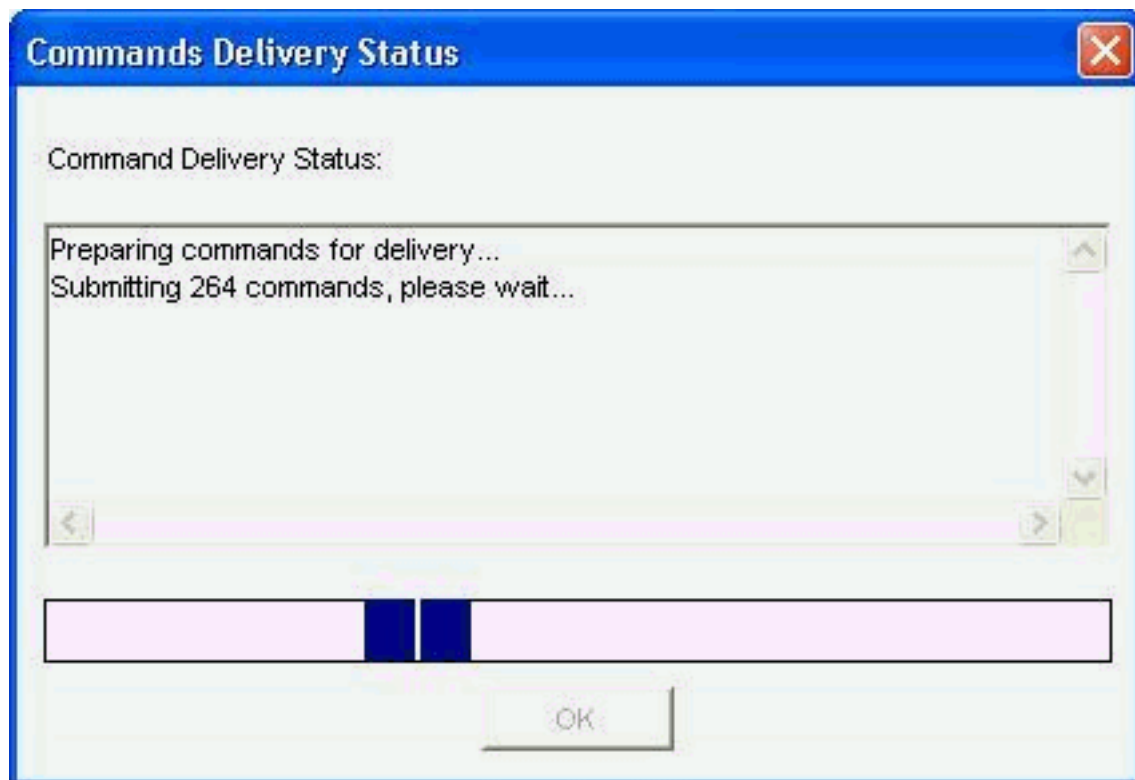 Commands Delivery Status
Command Delivery Status:
Preparing commands for delivery...
Submitting 264 commands, please wait...
OK